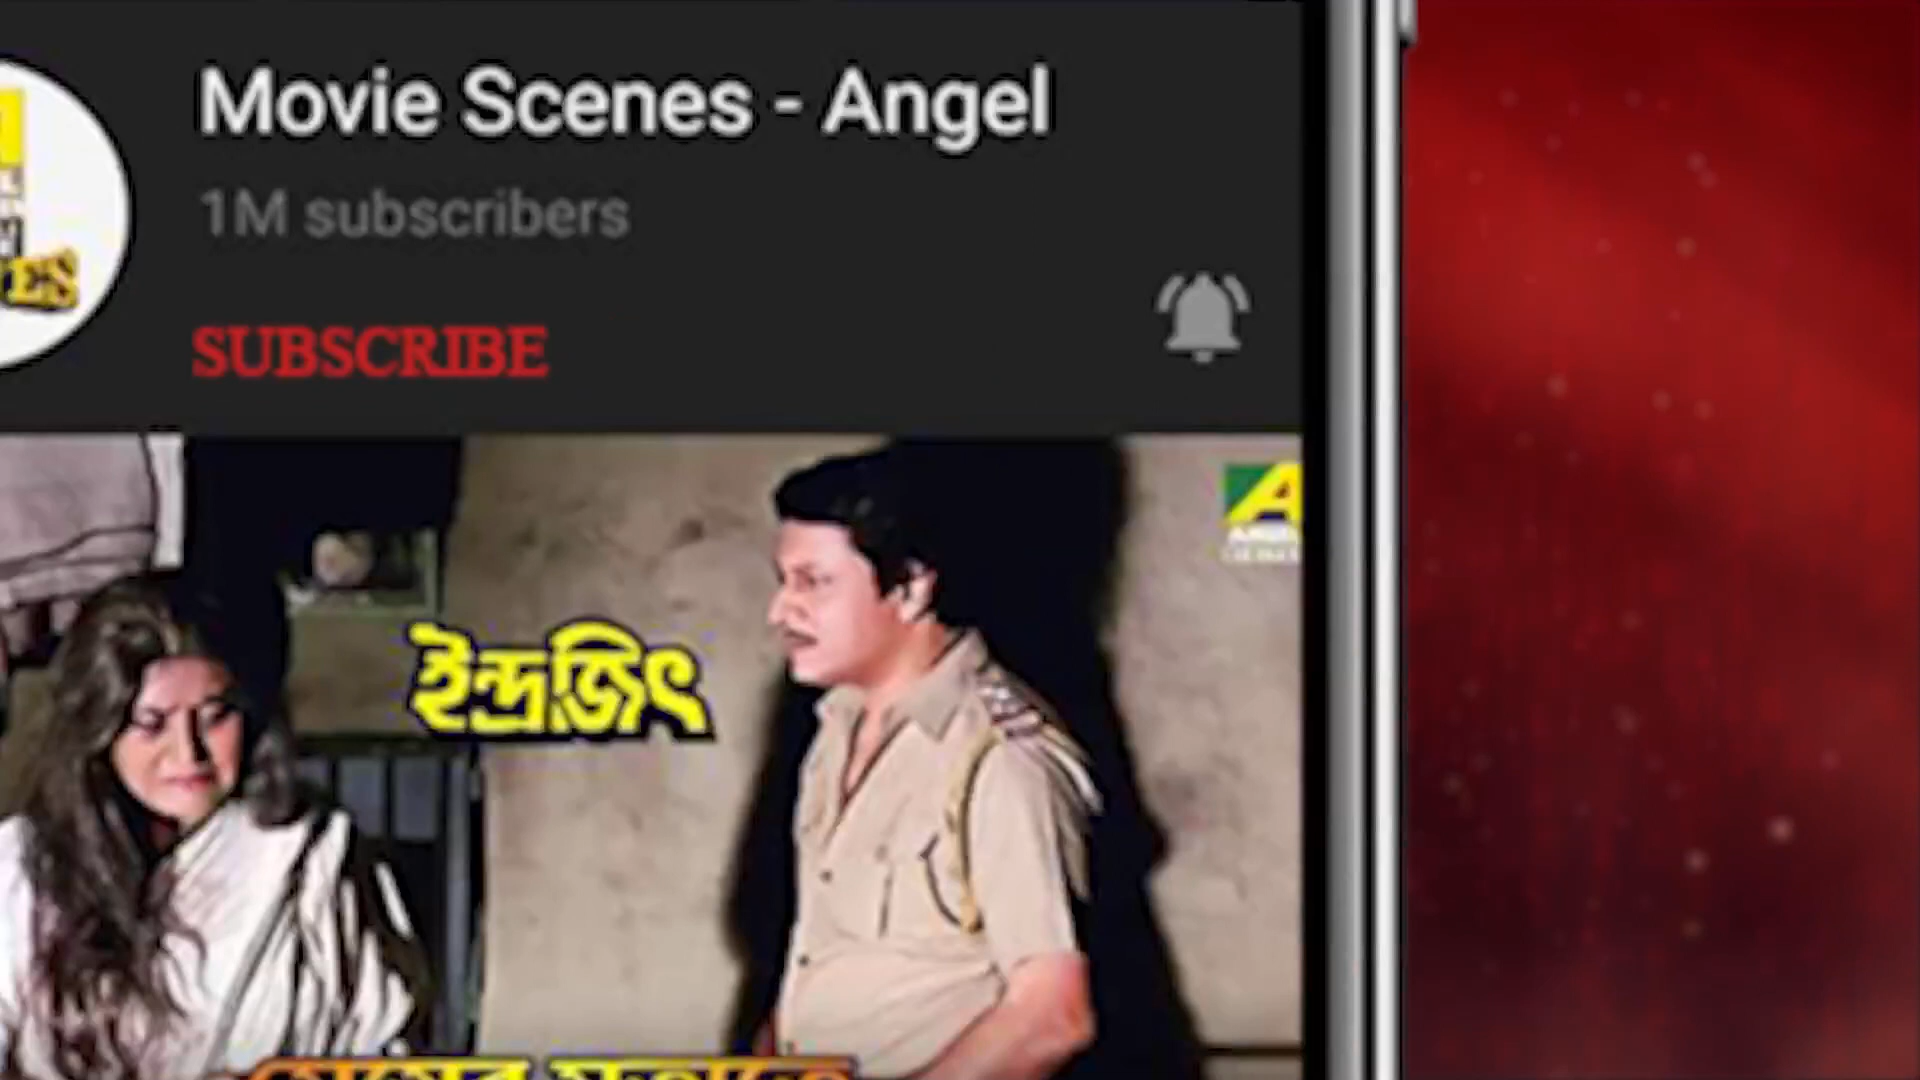 Movie Scenes - Angel
1M subscribers
SUBSCRIBE
ইন্দ্রজিৎ